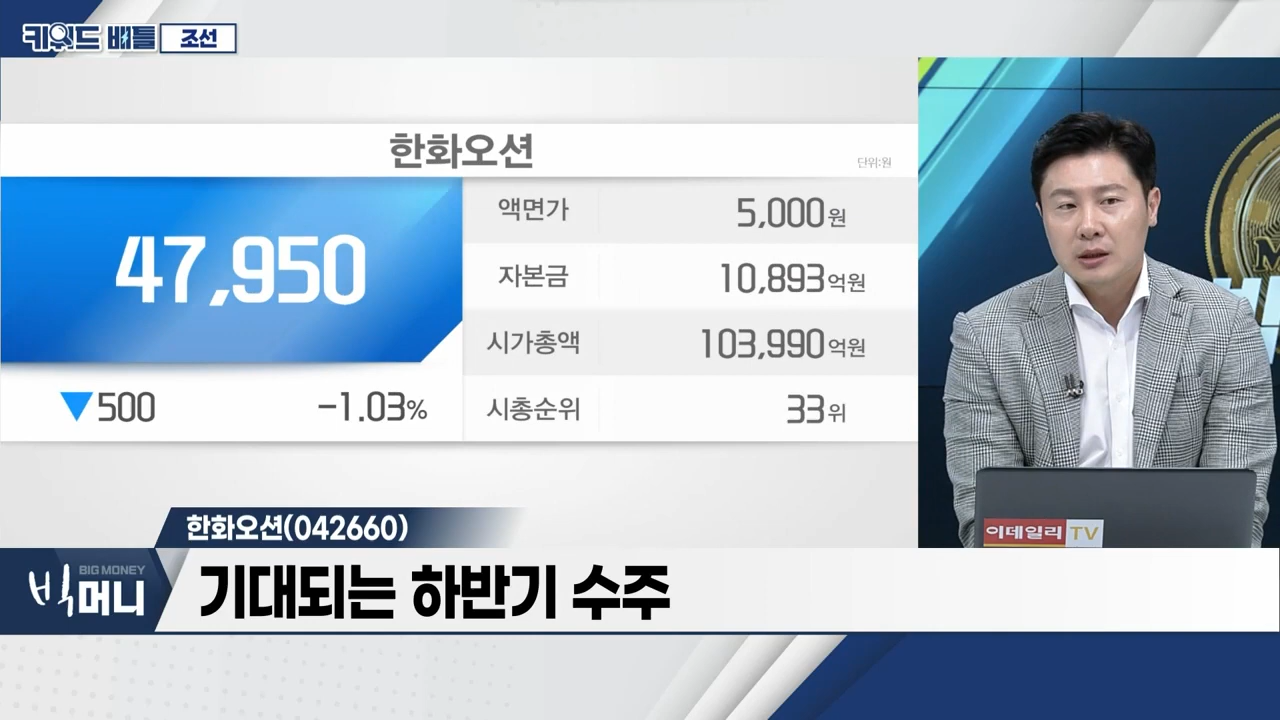 키워드 배틀 조선
한화오션
단위:원
47,950
▼500 -1.03%
액면가 5,000원
자본금 10,893억원
시가총액 103,990억원
시총순위 33위
이데일리TV
한화오션(042660)
BIG MONEY
빅머니
기대되는 하반기 수주